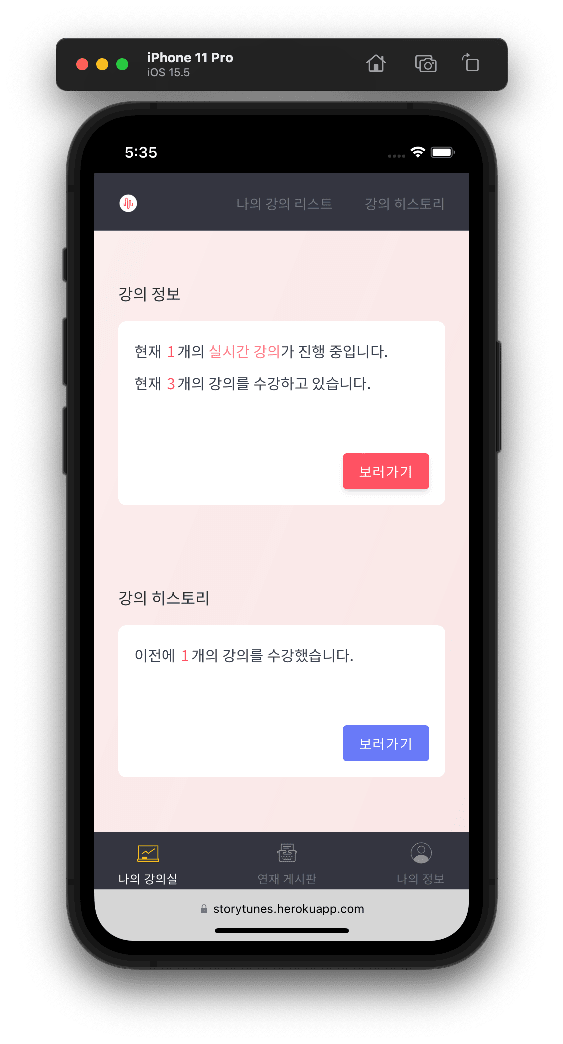 iPhone 11 Pro
iOS 15.5
5:35
나의 강의 리스트 강의 히스토리
강의 정보
현재 1개의 실시간 강의가 진행 중입니다.
현재 3개의 강의를 수강하고 있습니다.
보러가기
강의 히스토리
이전에 1개의 강의를 수강했습니다.
보러가기
나의 강의실 연재 게시판 나의 정보
storytunes.herokuapp.com